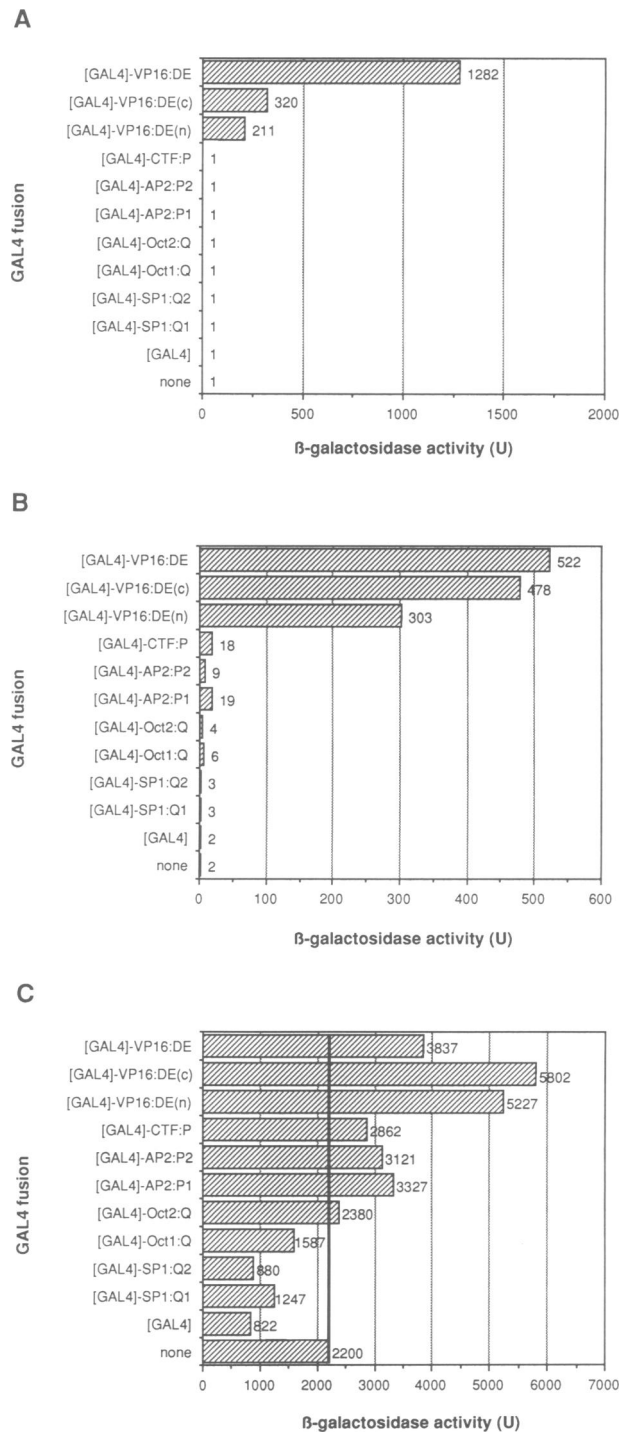 A
GAL4 fusion
[GAL4]-VP16:DE 1282
[GAL4]-VP16:DE(c) 320
[GAL4]-VP16:DE(n) 211
[GAL4]-CTF:P 1
[GAL4]-AP2:P2 1
[GAL4]-AP2:P1 1
[GAL4]-Oct2:Q 1
[GAL4]-Oct1:Q 1
[GAL4]-SP1:Q2 1
[GAL4]-SP1:Q1 1
[GAL4] 1
none 1
0 500 1000 1500 2000
ß-galactosidase activity (U)
B
GAL4 fusion
[GAL4]-VP16:DE 522
[GAL4]-VP16:DE(c) 478
[GAL4]-VP16:DE(n) 303
[GAL4]-CTF:P 18
[GAL4]-AP2:P2 9
[GAL4]-AP2:P1 19
[GAL4]-Oct2:Q 4
[GAL4]-Oct1:Q 6
[GAL4]-SP1:Q2 3
[GAL4]-SP1:Q1 3
[GAL4] 2
none 2
0 100 200 300 400 500 600
ß-galactosidase activity (U)
C
GAL4 fusion
[GAL4]-VP16:DE 3837
[GAL4]-VP16:DE(c) 5802
[GAL4]-VP16:DE(n) 5227
[GAL4]-CTF:P 2862
[GAL4]-AP2:P2 3121
[GAL4]-AP2:P1 3327
[GAL4]-Oct2:Q 2380
[GAL4]-Oct1:Q 1587
[GAL4]-SP1:Q2 880
[GAL4]-SP1:Q1 1247
[GAL4] 822
none 2200
0 1000 2000 3000 4000 5000 6000 7000
ß-galactosidase activity (U)